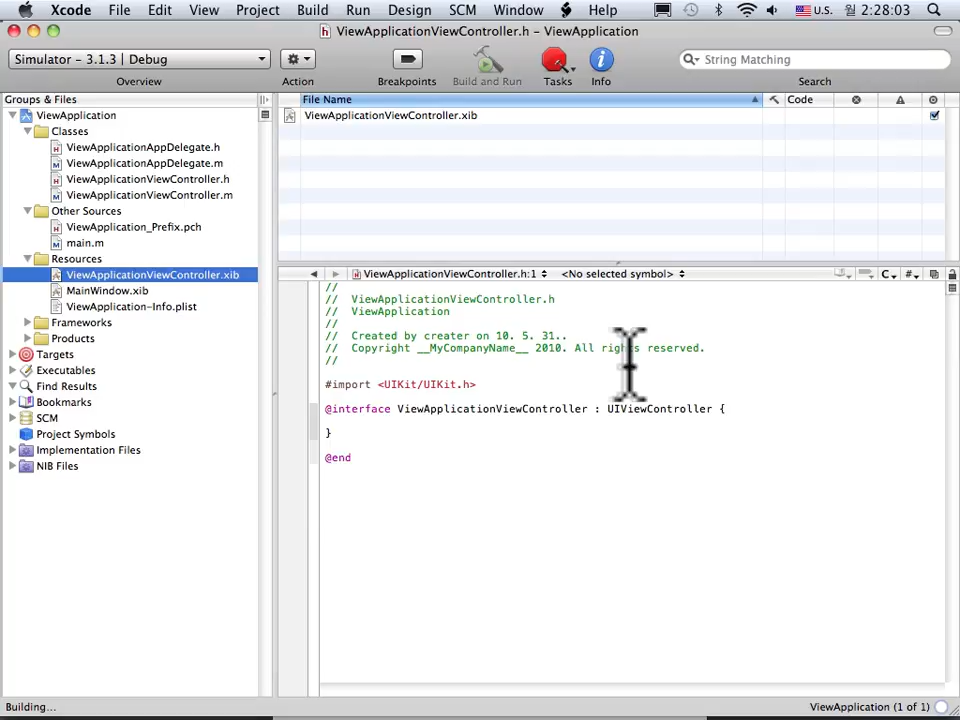 Xcode File Edit View Project Build Run Design SCM Window Help U.S. 월 2:28:03
ViewApplicationViewController.h - ViewApplication
Simulator - 3.1.3 | Debug
String Matching
Overview Action Breakpoints Build and Run Tasks Info Search
Groups & Files
File Name Code
ViewApplication
Classes
ViewApplicationAppDelegate.h
ViewApplicationAppDelegate.m
ViewApplicationViewController.h
ViewApplicationViewController.m
Other Sources
ViewApplication_Prefix.pch
main.m
Resources
ViewApplicationViewController.xib
MainWindow.xib
ViewApplication-Info.plist
Frameworks
Products
Targets
Executables
Find Results
Bookmarks
SCM
Project Symbols
Implementation Files
NIB Files
ViewApplicationViewController.xib
ViewApplicationViewController.h:1 <No selected symbol> C #
//
// ViewApplicationViewController.h
// ViewApplication
//
// Created by creater on 10. 5. 31..
// Copyright __MyCompanyName__ 2010. All rights reserved.
//
#import <UIKit/UIKit.h>
@interface ViewApplicationViewController : UIViewController {
}
@end
Building... ViewApplication (1 of 1)